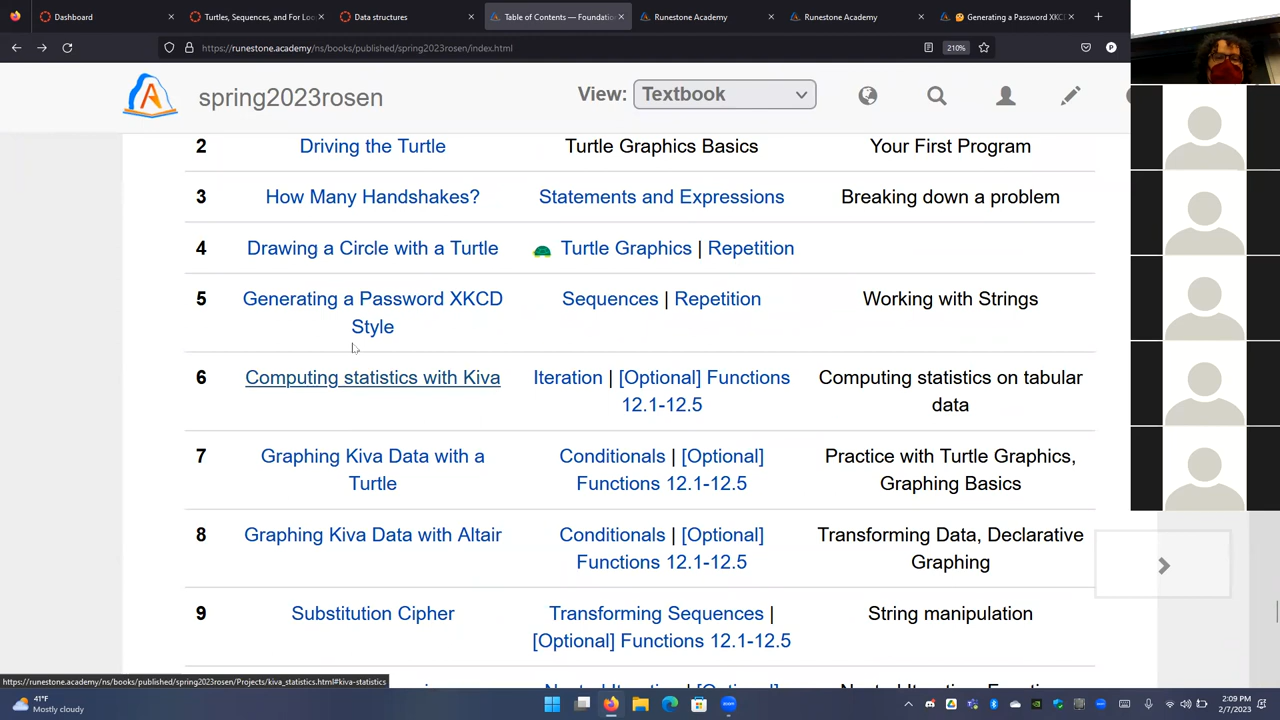 Dashboard
Turtles, Sequences, and For Loo
Data structures
Table of Contents — Foundatio
Runestone Academy
Runestone Academy
Generating a Password XKC
https://runestone.academy/ns/books/published/spring2023rosen/index.html
210%
P
spring2023rosen
View: Textbook
2 Driving the Turtle Turtle Graphics Basics Your First Program
3 How Many Handshakes? Statements and Expressions Breaking down a problem
4 Drawing a Circle with a Turtle Turtle Graphics | Repetition
5 Generating a Password XKCD Sequences | Repetition Working with Strings
Style
6 Computing statistics with Kiva Iteration | [Optional] Functions Computing statistics on tabular
12.1-12.5 data
7 Graphing Kiva Data with a Conditionals | [Optional] Practice with Turtle Graphics,
Turtle Functions 12.1-12.5 Graphing Basics
8 Graphing Kiva Data with Altair Conditionals | [Optional] Transforming Data, Declarative
Functions 12.1-12.5 Graphing
9 Substitution Cipher Transforming Sequences | String manipulation
[Optional] Functions 12.1-12.5
https://runestone.academy/ns/books/published/spring2023rosen/Projects/kiva_statistics.html#kiva-statistics
41°F
Mostly cloudy
2:09 PM
2/7/2023